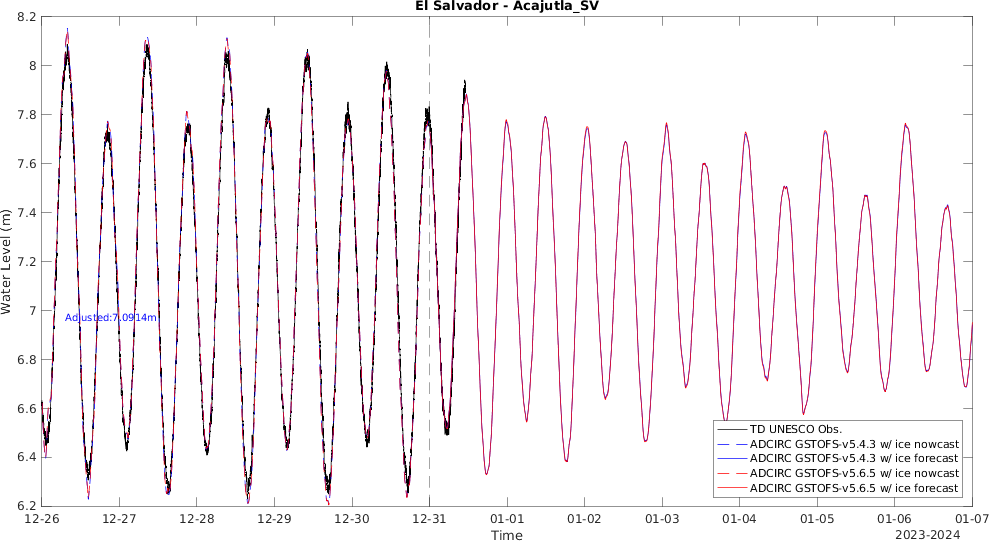 El Salvador - Acajutla_SV
8.2
8
7.8
7.6
7.4
7.2
7
6.8
6.6
6.4
6.2
Water Level (m)
Adjusted:7.0914m
TD UNESCO Obs.
ADCIRC GSTOFS-v5.4.3 w/ ice nowcast
ADCIRC GSTOFS-v5.4.3 w/ ice forecast
ADCIRC GSTOFS-v5.6.5 w/ ice nowcast
ADCIRC GSTOFS-v5.6.5 w/ ice forecast
12-26 12-27 12-28 12-29 12-30 12-31 01-01 01-02 01-03 01-04 01-05 01-06 01-07
Time
2023-2024